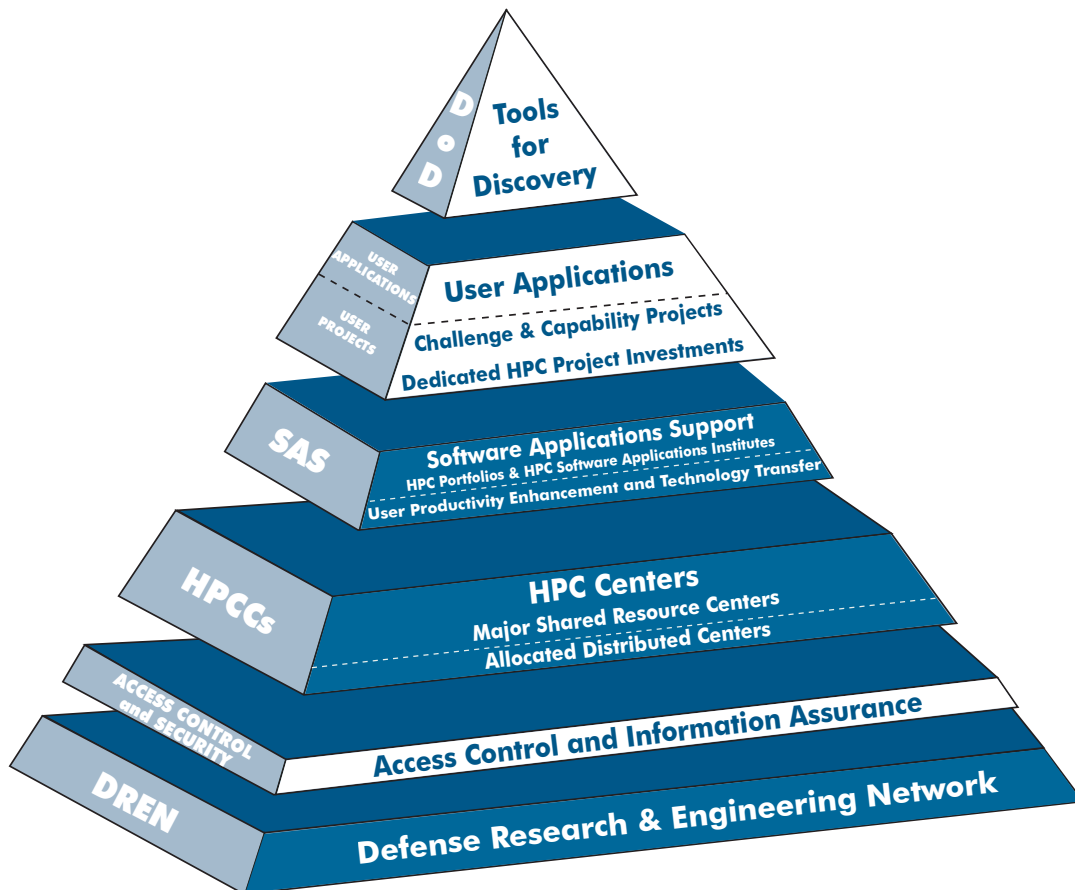 D
o
D
Tools
for
Discovery
USER
APPLICATIONS
User Applications
USER
PROJECTS
Challenge & Capability Projects
Dedicated HPC Project Investments
SAS
Software Applications Support
HPC Portfolios & HPC Software Applications Institutes
User Productivity Enhancement and Technology Transfer
HPCCs
HPC Centers
Major Shared Resource Centers
Allocated Distributed Centers
ACCESS CONTROL
and SECURITY
Access Control and Information Assurance
DREN
Defense Research & Engineering Network